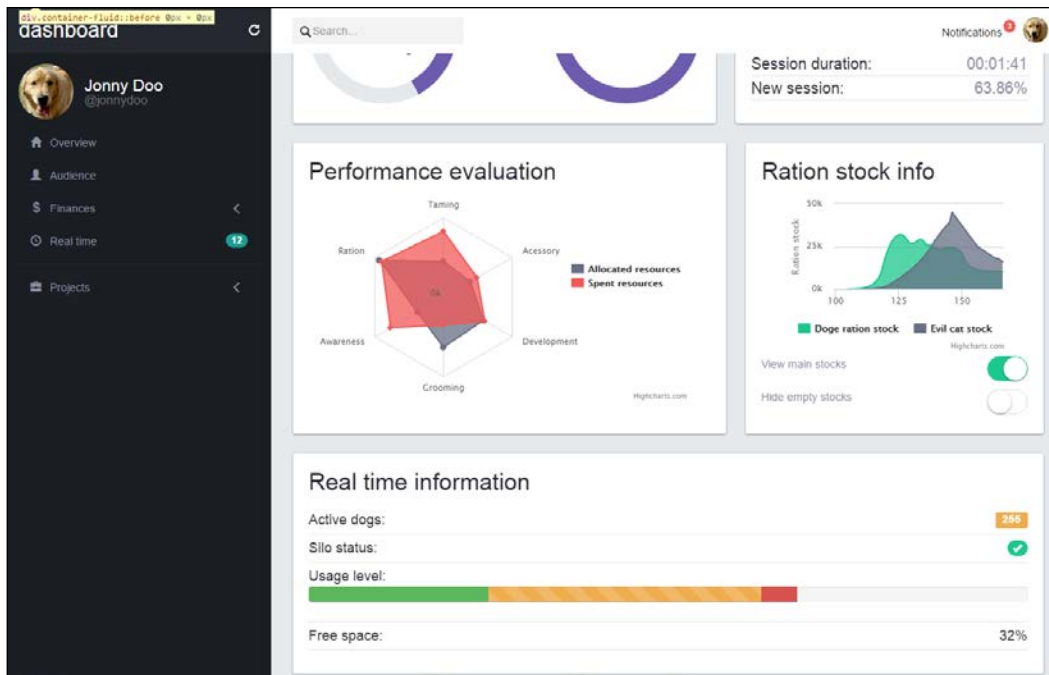 div.container-fluid::before 0px × 0px
dashboard
Search...
Notifications 3
Jonny Doo
@jonnydoo
Overview
Audience
Finances
Real time 12
Projects
Session duration: 00:01:41
New session: 63.86%
Performance evaluation
Taming
Ration
Acessory
Allocated resources
Spent resources
0k
Awareness
Development
Grooming
Highcharts.com
Ration stock info
50k
Ration stock
25k
0k
100 125 150
Doge ration stock Evil cat stock
Highcharts.com
View main stocks
Hide empty stocks
Real time information
Active dogs: 255
Silo status:
Usage level:
Free space: 32%